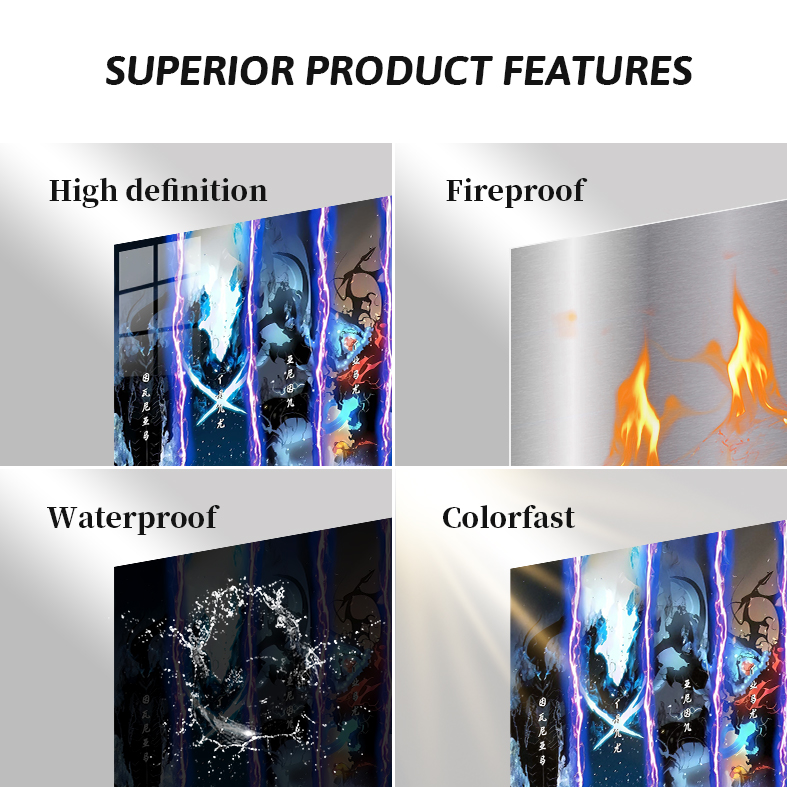 SUPERIOR PRODUCT FEATURES
High definition
Fireproof
Waterproof
Colorfast